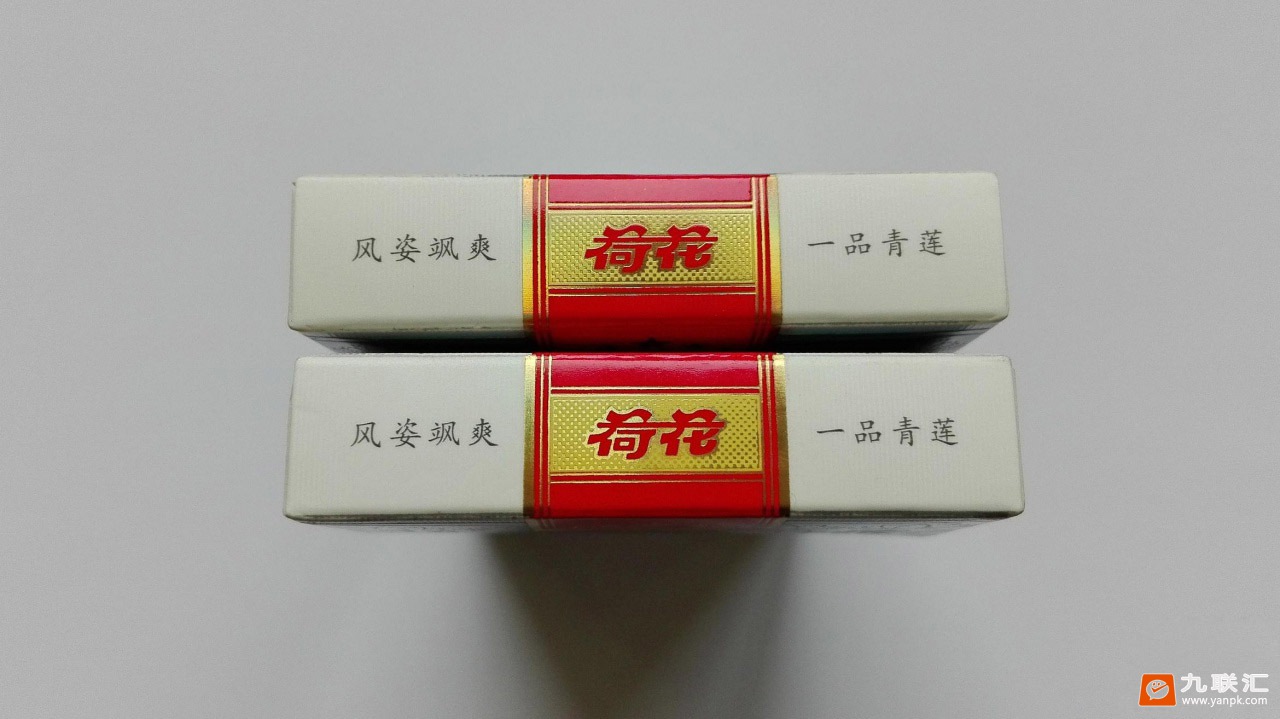 风姿飒爽
荷花
一品青莲
风姿飒爽
荷花
一品青莲
九联汇
www.yanpk.com